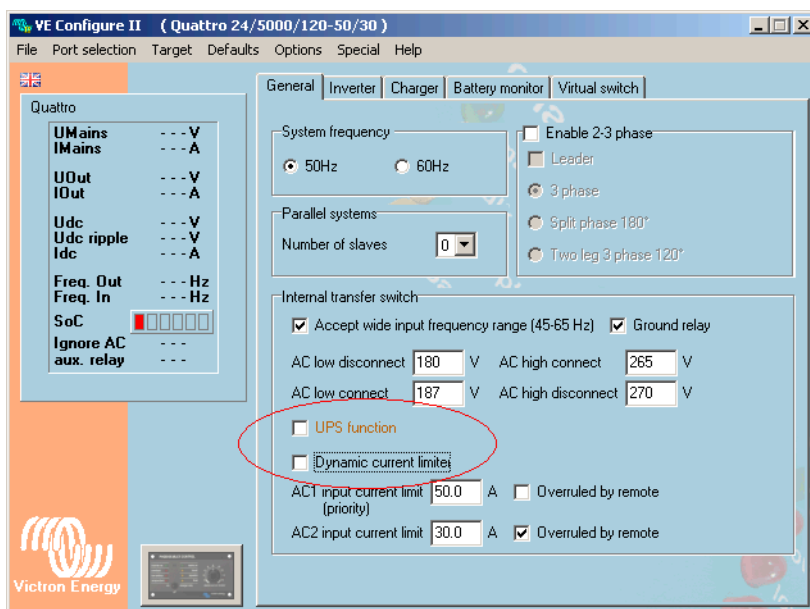 VE Configure II ( Quattro 24/5000/120-50/30 )
File Port selection Target Defaults Options Special Help
General Inverter Charger Battery monitor Virtual switch
Quattro
UMains - - - V
IMains - - - A
UOut - - - V
IOut - - - A
Udc - - - V
Udc ripple - - - V
Idc - - - A
Freq. Out - - - Hz
Freq. In - - - Hz
SoC
Ignore AC - - -
aux. relay - - -
System frequency
50Hz 60Hz
Parallel systems
Number of slaves 0
Enable 2-3 phase
Leader
3 phase
Split phase 180°
Two leg 3 phase 120°
Internal transfer switch
Accept wide input frequency range (45-65 Hz) Ground relay
AC low disconnect 180 V AC high connect 265 V
AC low connect 187 V AC high disconnect 270 V
UPS function
Dynamic current limiter
AC1 input current limit 50.0 A Overruled by remote
(priority)
AC2 input current limit 30.0 A Overruled by remote
Victron Energy